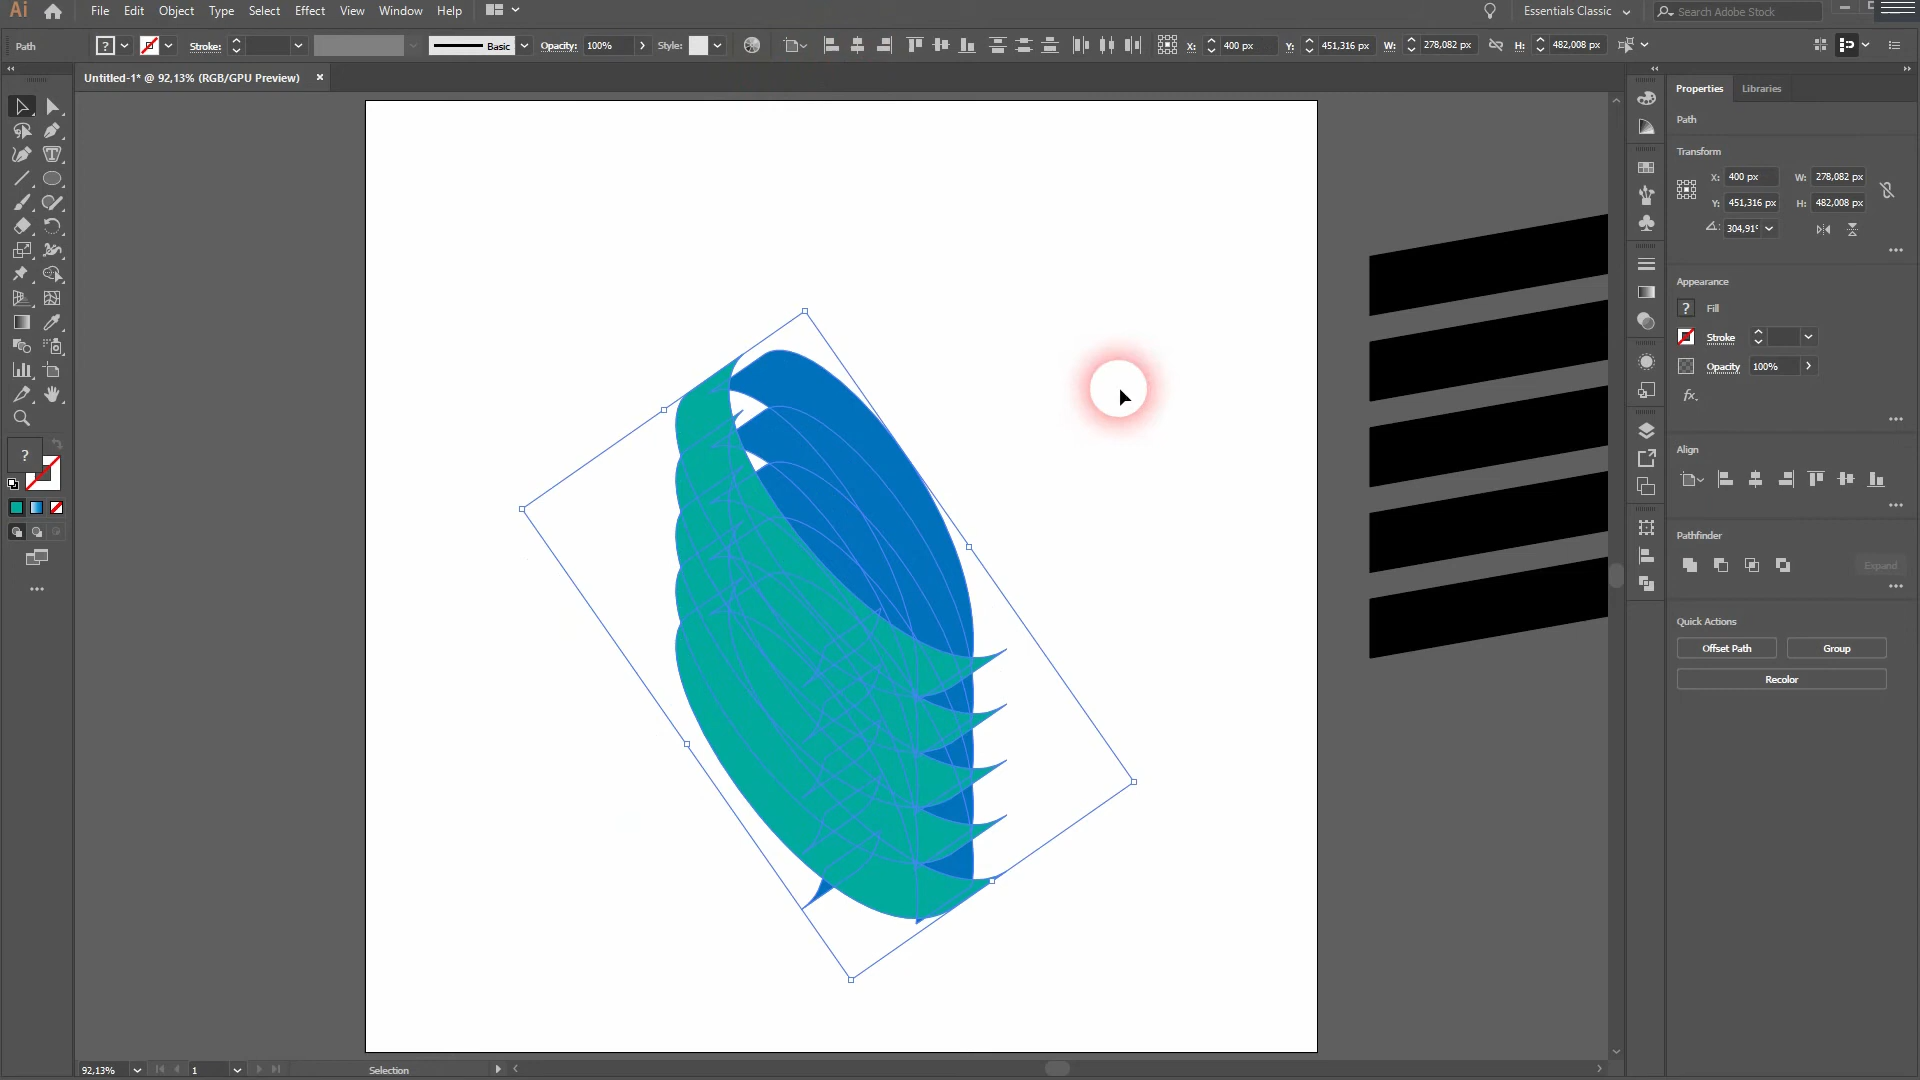 Ai
File Edit Object Type Select Effect View Window Help
Essentials Classic
Search Adobe Stock
Path
?
Stroke:
Basic
Opacity: 100%
Style:
X: 400 px
Y: 451,316 px
W: 278,082 px
H: 482,008 px
Untitled-1* @ 92,13% (RGB/GPU Preview) ×
Properties Libraries
Path
Transform
X: 400 px W: 278,082 px
Y: 451,316 px H: 482,008 px
304,91°
Appearance
? Fill
Stroke
Opacity 100%
fx.
Align
Pathfinder
Expand
Quick Actions
Offset Path Group
Recolor
?
92,13%
1
Selection